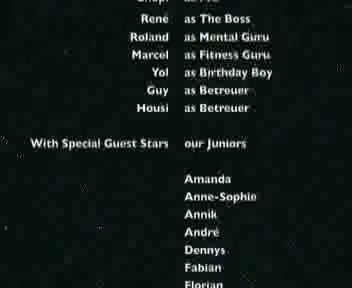 René as The Boss
Roland as Mental Guru
Marcel as Fitness Guru
Yol as Birthday Boy
Guy as Betreuer
Housi as Betreuer
With Special Guest Stars our Juniors
Amanda
Anne-Sophie
Annik
André
Dennys
Fabian
Florian